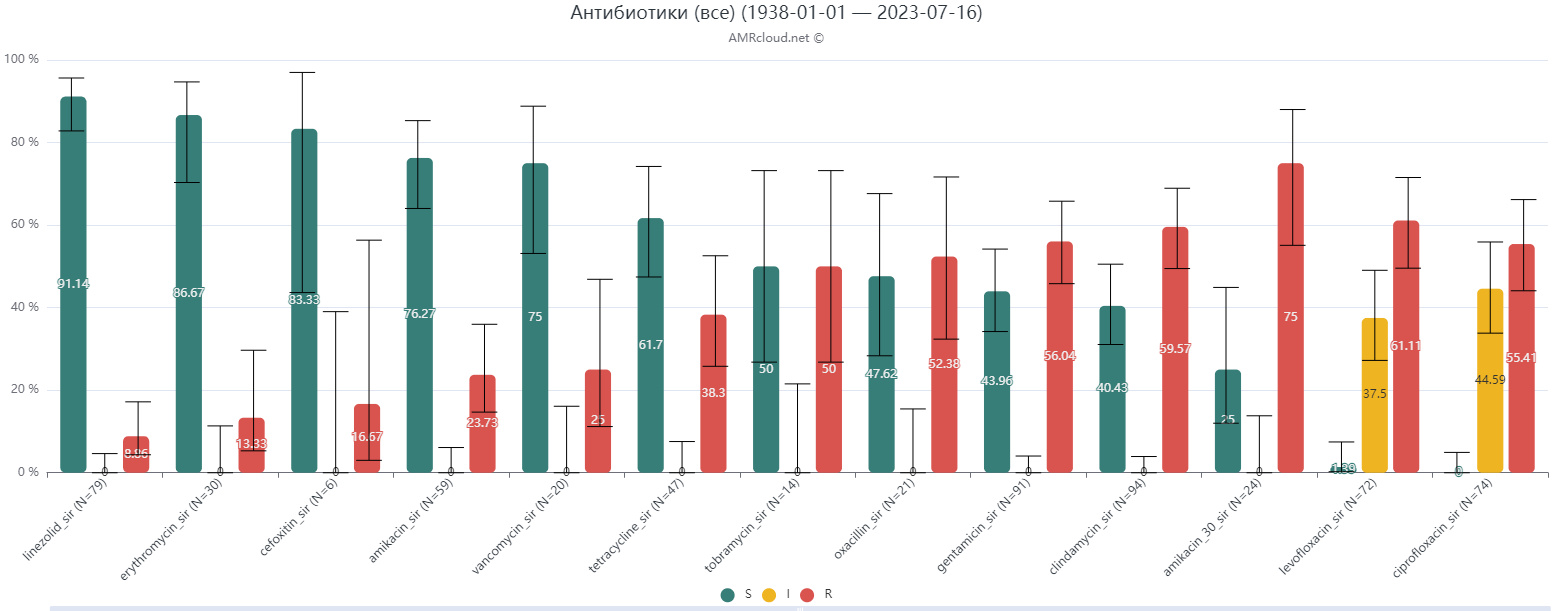 Антибиотики (все) (1938-01-01 — 2023-07-16)
AMRcloud.net ©
100 %
80 %
60 %
40 %
20 %
0 %
91.14
0
8.86
86.67
0
13.33
83.33
0
16.67
76.27
0
23.73
75
0
25
61.7
0
38.3
50
0
50
47.62
0
52.38
43.96
0
56.04
40.43
0
59.57
25
0
75
1.39
37.5
61.11
0
44.59
55.41
linezolid_sir (N=79)
erythromycin_sir (N=30)
cefoxitin_sir (N=6)
amikacin_sir (N=59)
vancomycin_sir (N=20)
tetracycline_sir (N=47)
tobramycin_sir (N=14)
oxacillin_sir (N=21)
gentamicin_sir (N=91)
clindamycin_sir (N=94)
amikacin_30_sir (N=24)
levofloxacin_sir (N=72)
ciprofloxacin_sir (N=74)
S I R